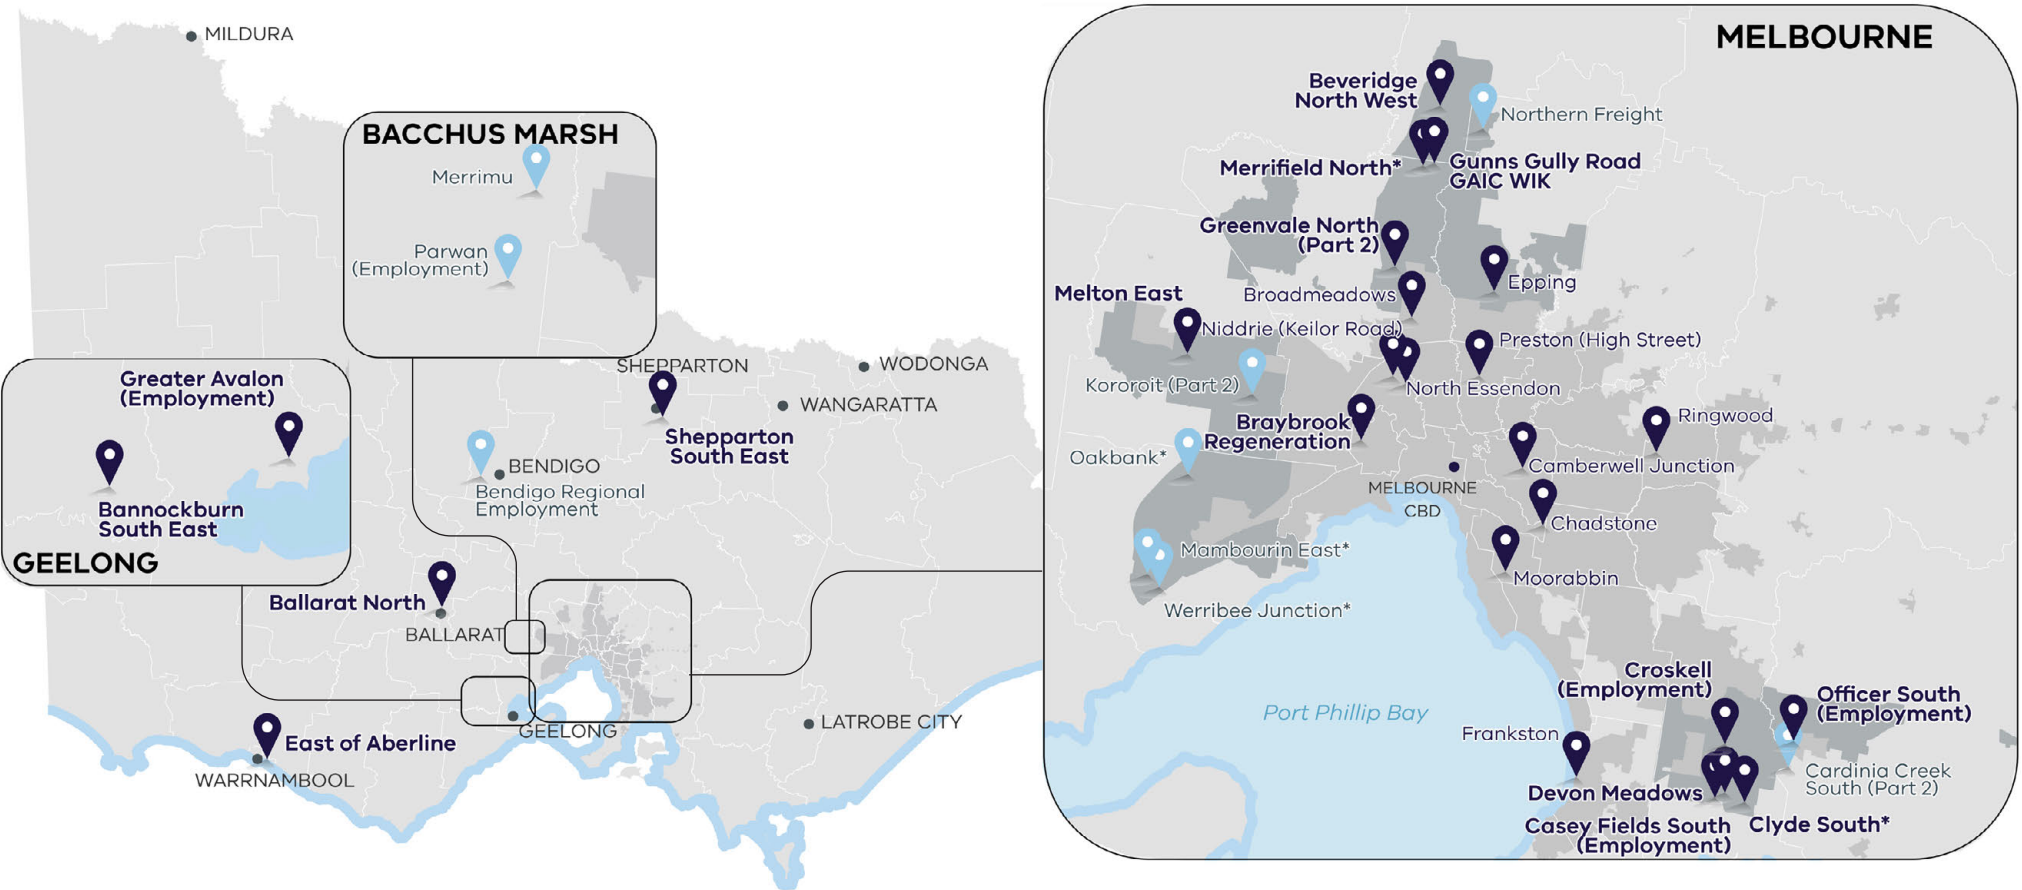 MILDURA
BACCHUS MARSH
Merrimu
Parwan
(Employment)
Greater Avalon
(Employment)
Bannockburn
South East
GEELONG
SHEPPARTON
Shepparton
South East
WODONGA
WANGARATTA
BENDIGO
Bendigo Regional
Employment
Ballarat North
BALLARAT
East of Aberline
WARRNAMBOOL
GEELONG
LATROBE CITY
MELBOURNE
Beveridge
North West
Northern Freight
Merrifield North*
Gunns Gully Road
GAIC WIK
Greenvale North
(Part 2)
Epping
Broadmeadows
Melton East
Niddrie (Keilor Road)
Preston (High Street)
Kororoit (Part 2)
North Essendon
Braybrook
Regeneration
Ringwood
Oakbank*
Camberwell Junction
MELBOURNE
CBD
Chadstone
Mambourin East*
Moorabbin
Werribee Junction*
Croskell
(Employment)
Officer South
(Employment)
Port Phillip Bay
Frankston
Cardinia Creek
South (Part 2)
Devon Meadows
Casey Fields South
(Employment)
Clyde South*